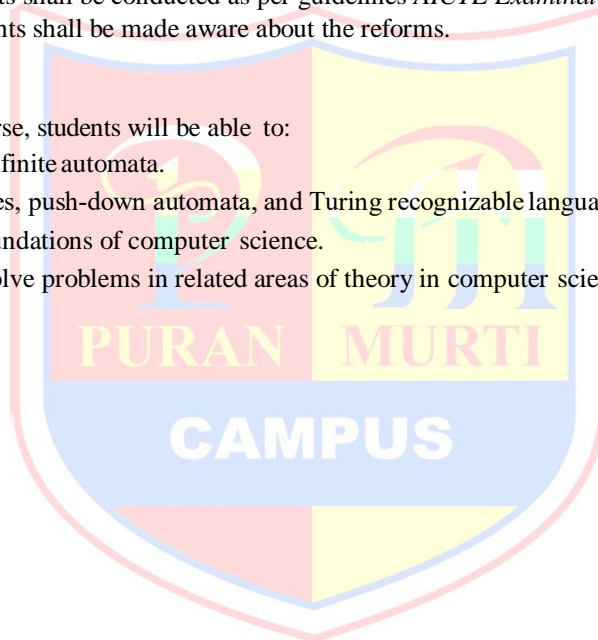 ts shall be conducted as per guidelines AICTE Examinat
nts shall be made aware about the reforms.
rse, students will be able to:
finite automata.
es, push-down automata, and Turing recognizable langua
undations of computer science.
olve problems in related areas of theory in computer scie
P M
PURAN MURTI
CAMPUS